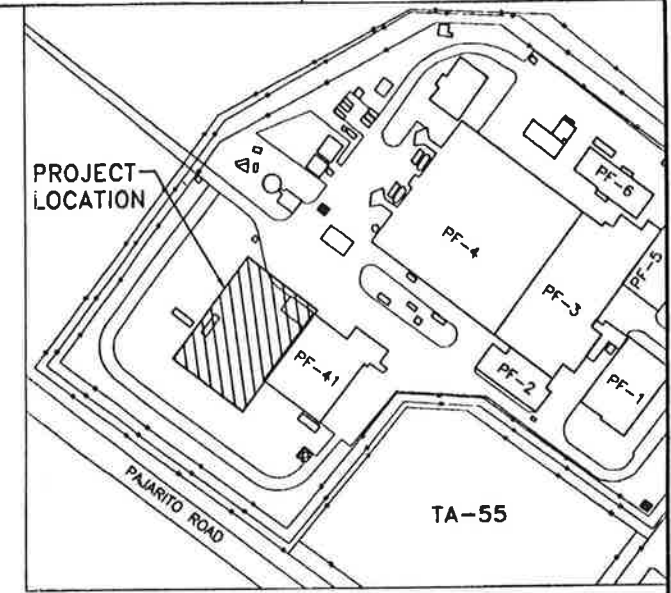 PROJECT
LOCATION
PF-4
PF-6
PF-5
PF-3
PF-41
PF-2
PF-1
PAJARITO ROAD
TA-55